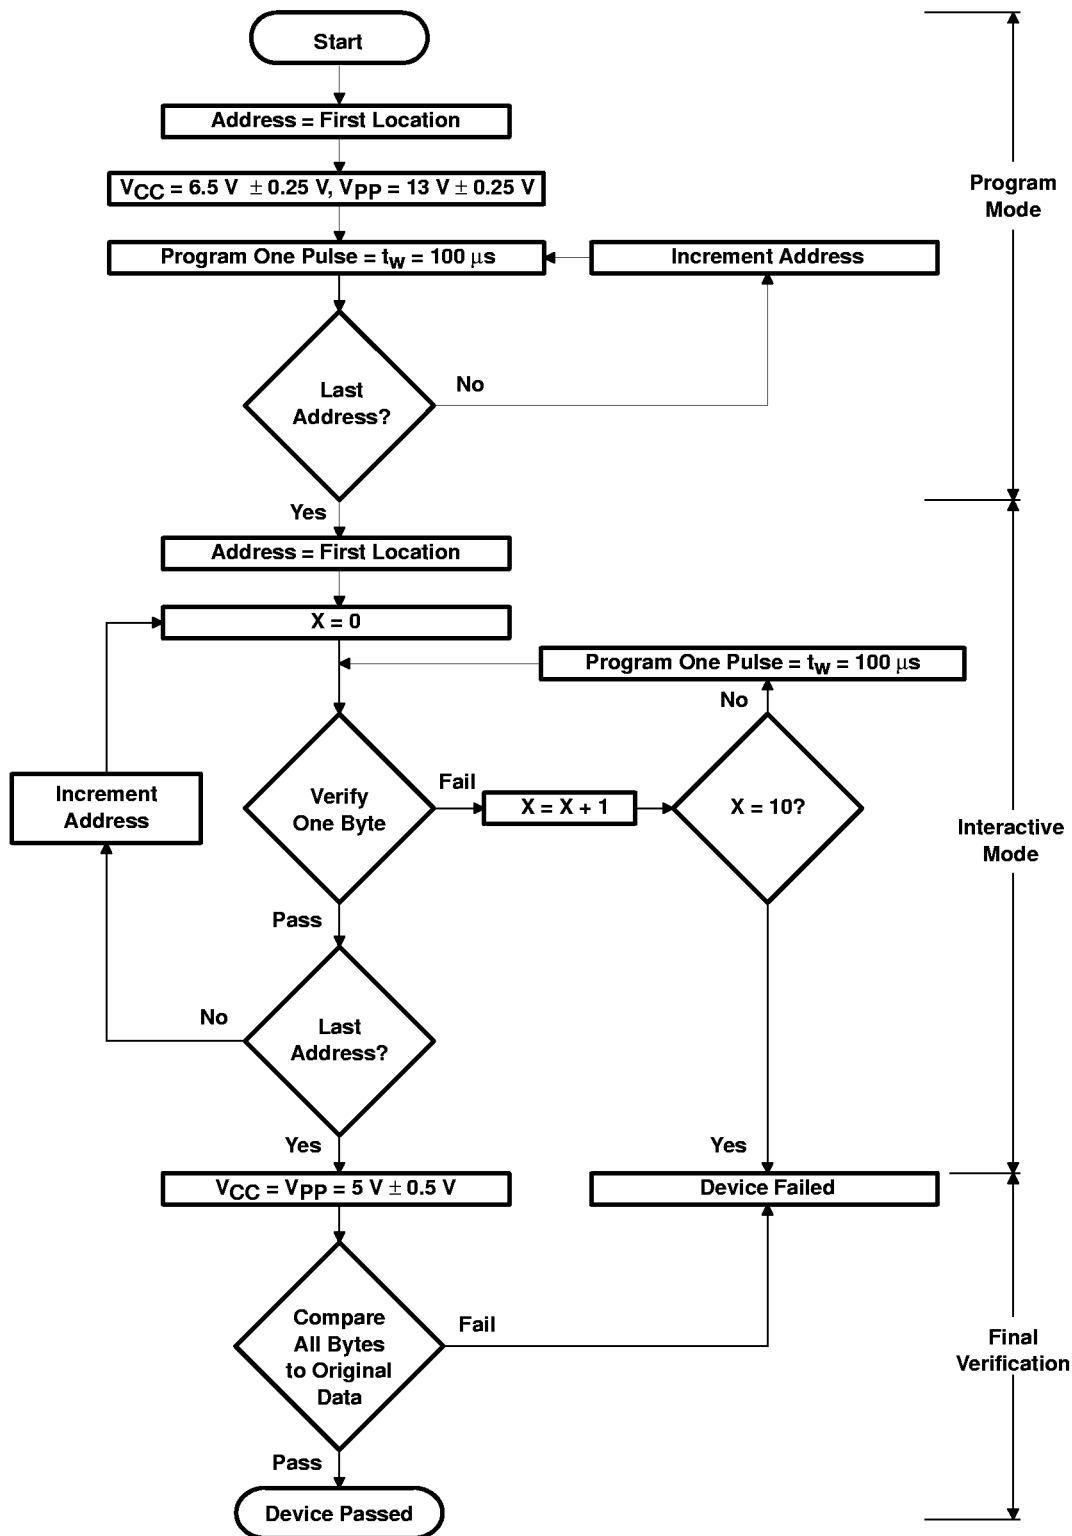 Start
Address = First Location
VCC = 6.5 V ± 0.25 V, VPP = 13 V ± 0.25 V
Program
Mode
Program One Pulse = tw = 100 μs
Increment Address
Last
Address?
No
Yes
Address = First Location
X = 0
Program One Pulse = tw = 100 μs
No
Increment
Address
Verify
One Byte
Fail
X = X + 1
X = 10?
Interactive
Mode
Pass
No
Last
Address?
Yes
Yes
VCC = VPP = 5 V ± 0.5 V
Device Failed
Compare
All Bytes
to Original
Data
Fail
Final
Verification
Pass
Device Passed